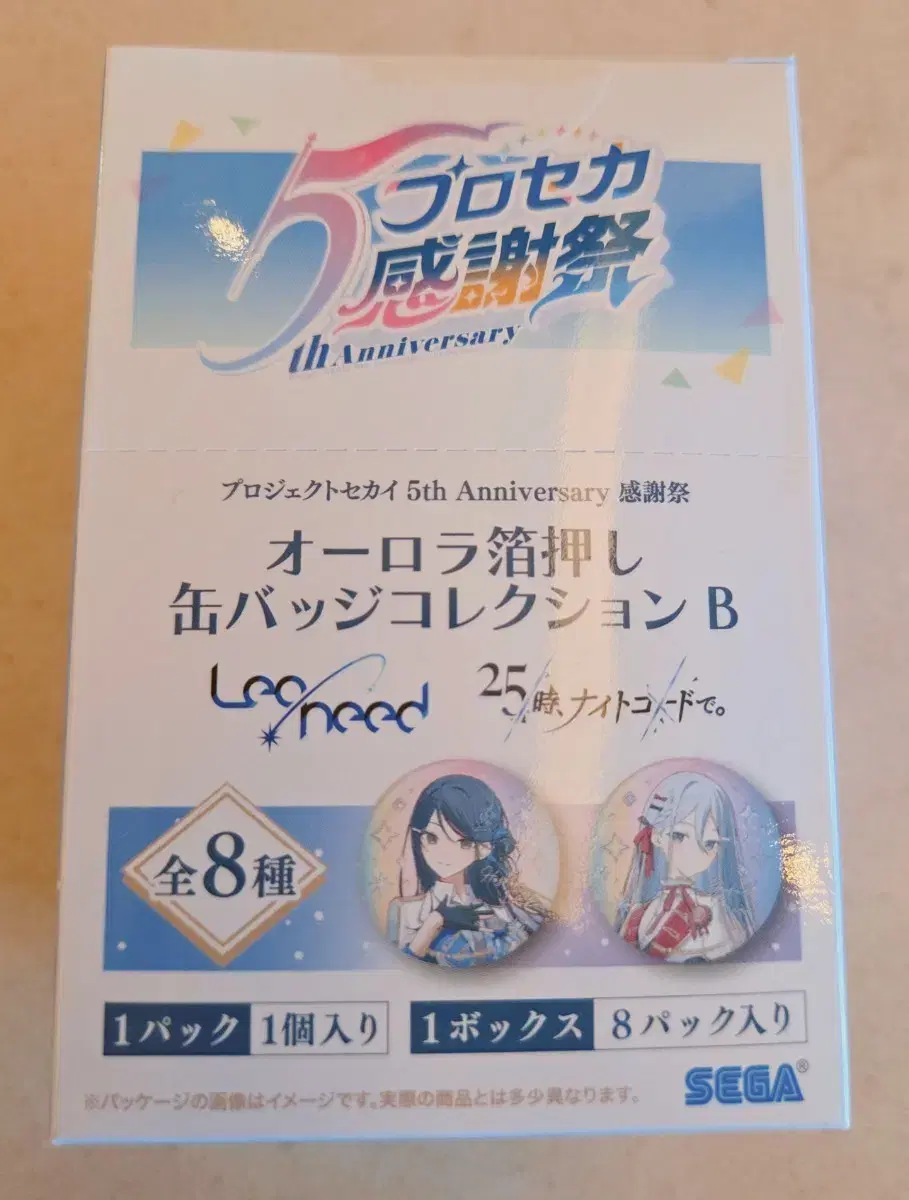 5th Anniversary
プロセカ
感謝祭
プロジェクトセカイ 5th Anniversary 感謝祭
オーロラ箔押し
缶バッジコレクション B
Leo/need
25時、ナイトコードで。
全8種
1パック 1個入り
1ボックス 8パック入り
SEGA®
※パッケージの画像はイメージです。実際の商品とは多少異なります。